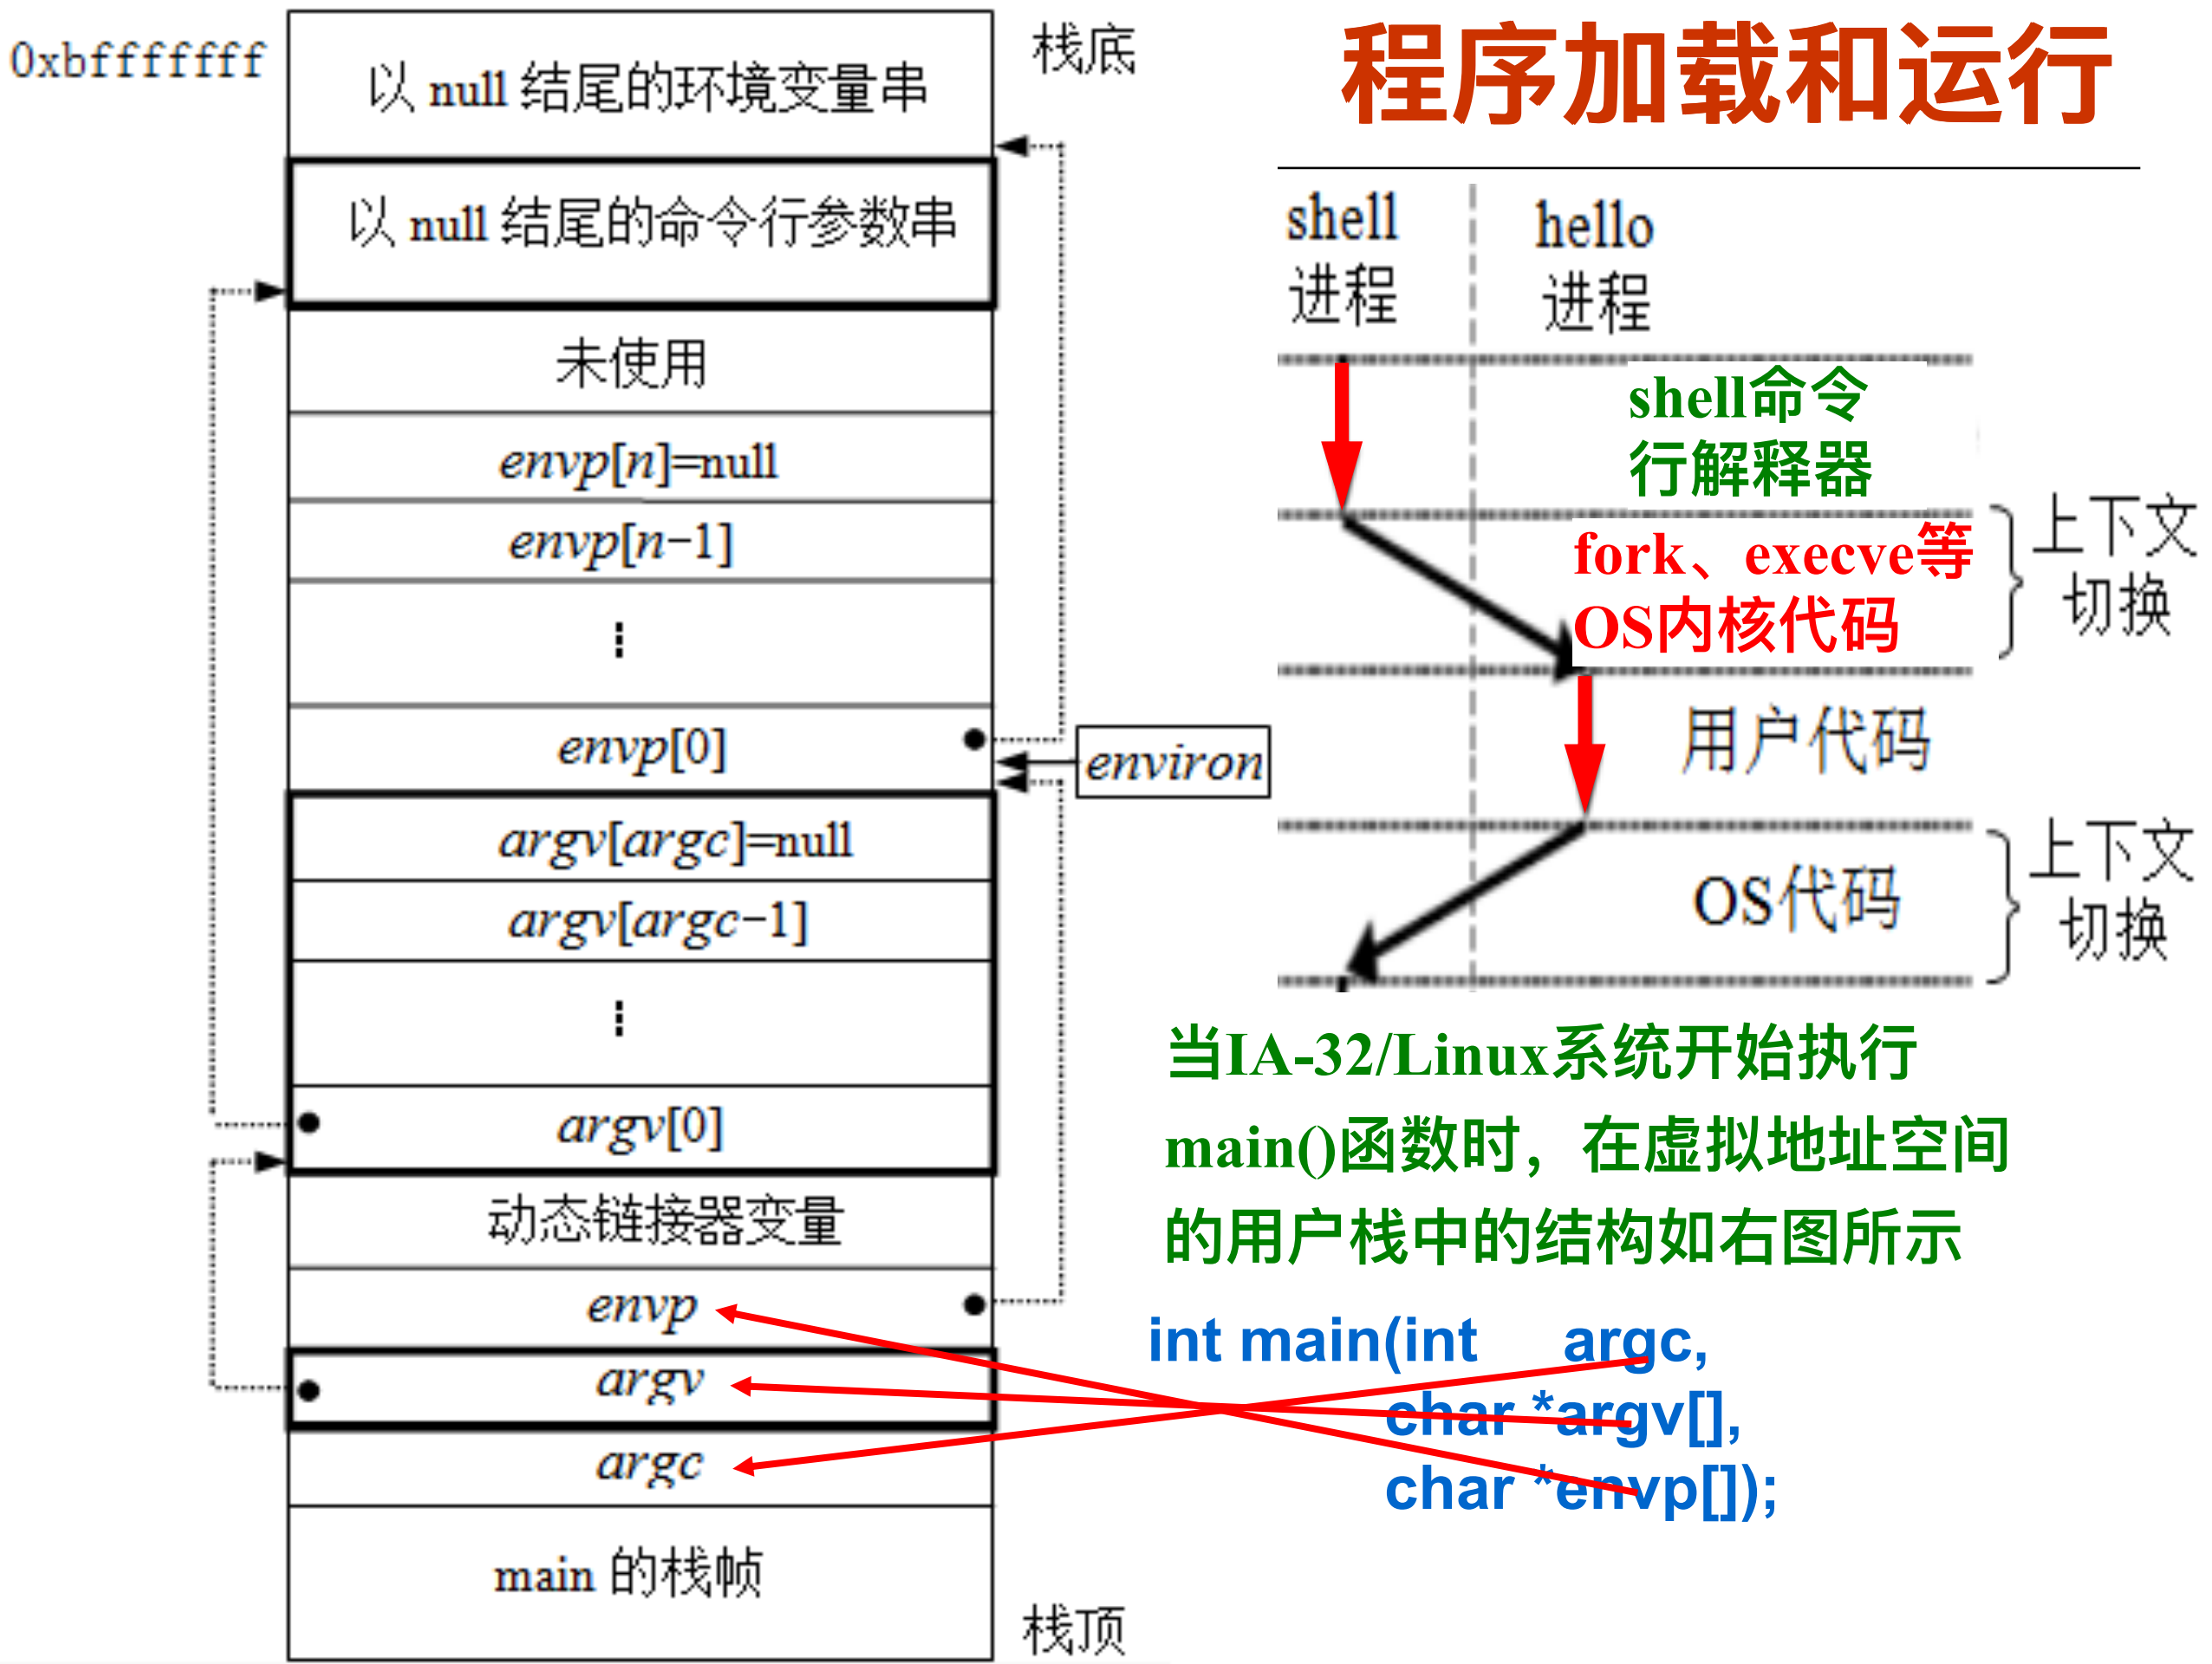 程序加载和运行
0xbfffffff
栈底
以 null 结尾的环境变量串
以 null 结尾的命令行参数串
未使用
envp[n]=null
envp[n−1]
⋮
envp[0]
environ
argv[argc]=null
argv[argc−1]
⋮
argv[0]
动态链接器变量
envp
argv
argc
main 的栈帧
栈顶
shell
进程
hello
进程
shell命令
行解释器
fork、execve等
OS内核代码
上下文
切换
用户代码
OS代码
上下文
切换
当IA-32/Linux系统开始执行
main()函数时，在虚拟地址空间
的用户栈中的结构如右图所示
int main(int argc,
char *argv[],
char *envp[]);